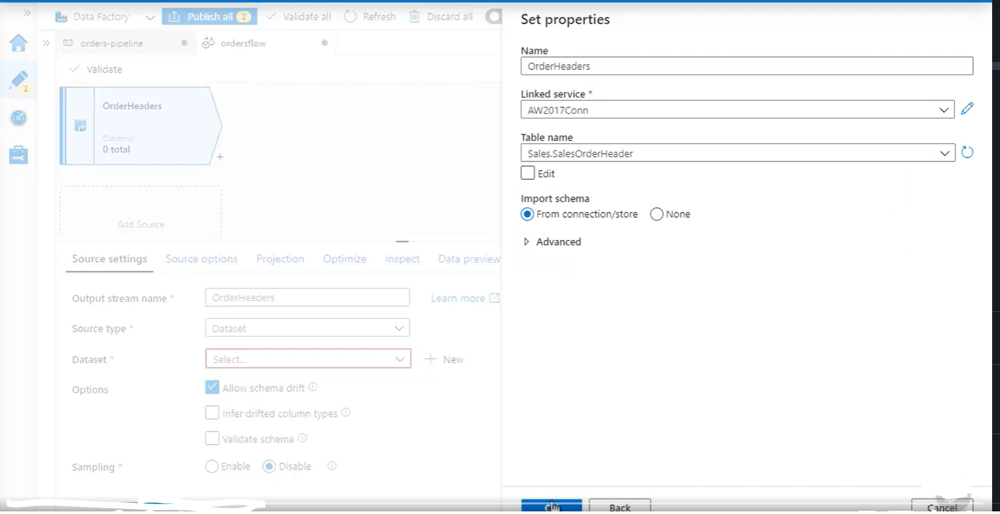 Data Factory
Publish all 2
Validate all
Refresh
Discard all
orders-pipeline
ordersflow
Validate
2
OrderHeaders
Columns:
0 total
+
Add Source
Source settings
Source options
Projection
Optimize
Inspect
Data preview
Output stream name *
OrderHeaders
Learn more
Source type *
Dataset
Dataset *
Select...
New
Options
Allow schema drift
Infer drifted column types
Validate schema
Sampling *
Enable
Disable
Set properties
Name
OrderHeaders
Linked service *
AW2017Conn
Table name
Sales.SalesOrderHeader
Edit
Import schema
From connection/store
None
Advanced
Back
Cancel